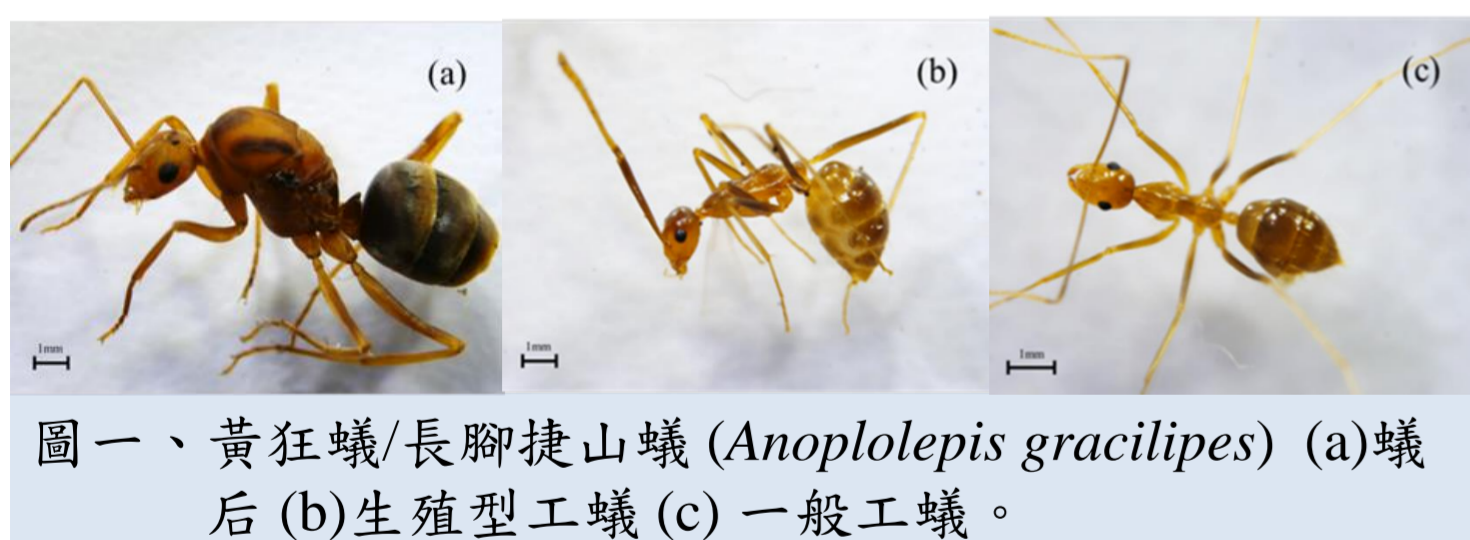 (a) (b) (c)
1mm 1mm 1mm
圖一、黃狂蟻/長腳捷山蟻 (Anoplolepis gracilipes) (a)蟻
后 (b)生殖型工蟻 (c) 一般工蟻。